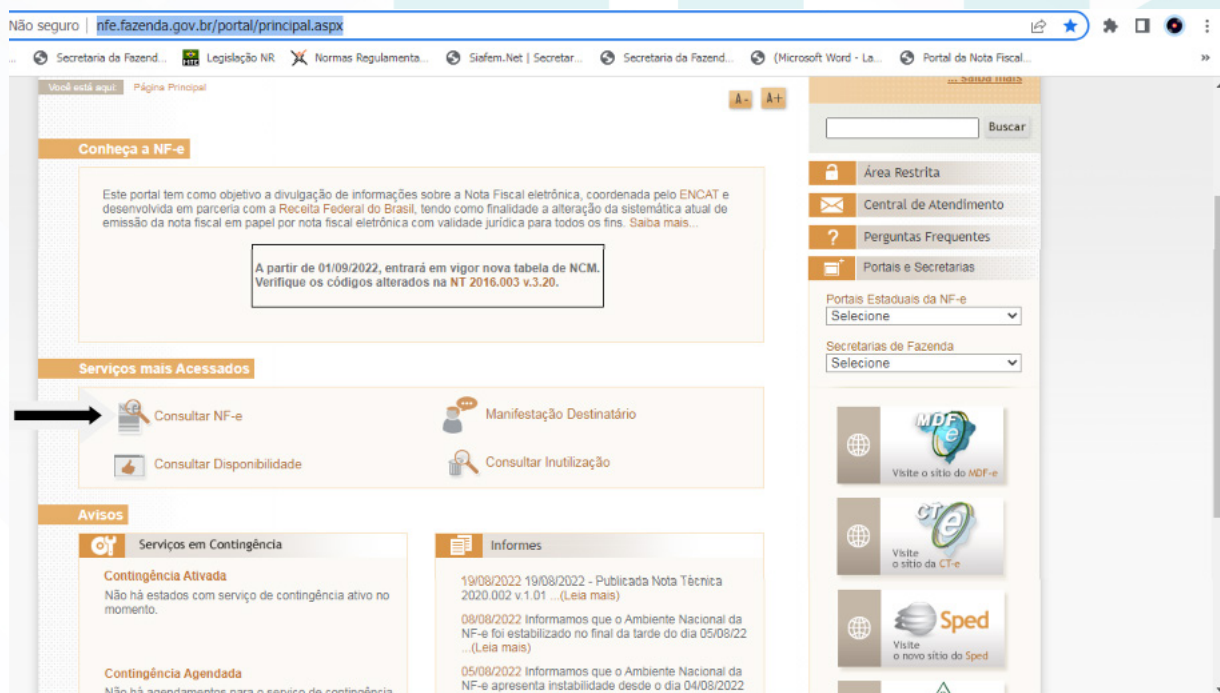 Não seguro | nfe.fazenda.gov.br/portal/principal.aspx
... Secretaria da Fazend... Legislação NR Normas Regulamenta... Siafem.Net | Secretar... Secretaria da Fazend... (Microsoft Word - La... Portal da Nota Fiscal... »
Você está aqui: Página Principal
A- A+
Conheça a NF-e
Este portal tem como objetivo a divulgação de informações sobre a Nota Fiscal eletrônica, coordenada pelo ENCAT e
desenvolvida em parceria com a Receita Federal do Brasil, tendo como finalidade a alteração da sistemática atual de
emissão da nota fiscal em papel por nota fiscal eletrônica com validade jurídica para todos os fins. Saiba mais...
A partir de 01/09/2022, entrará em vigor nova tabela de NCM.
Verifique os códigos alterados na NT 2016.003 v.3.20.
Serviços mais Acessados
Consultar NF-e
Manifestação Destinatário
Consultar Disponibilidade
Consultar Inutilização
Avisos
Serviços em Contingência
Contingência Ativada
Não há estados com serviço de contingência ativo no
momento.
Contingência Agendada
Não há agendamentos para o serviço de contingência
Informes
19/08/2022 19/08/2022 - Publicada Nota Técnica
2020.002 v.1.01 ...(Leia mais)
08/08/2022 Informamos que o Ambiente Nacional da
NF-e foi estabilizado no final da tarde do dia 05/08/22
...(Leia mais)
05/08/2022 Informamos que o Ambiente Nacional da
NF-e apresenta instabilidade desde o dia 04/08/2022
... saiba mais
Buscar
Área Restrita
Central de Atendimento
? Perguntas Frequentes
Portais e Secretarias
Portais Estaduais da NF-e
Selecione
Secretarias de Fazenda
Selecione
MDF e
Visite o sítio do MDF-e
CT e
Visite
o sítio da CT-e
Sped
Visite
o novo sítio do Sped